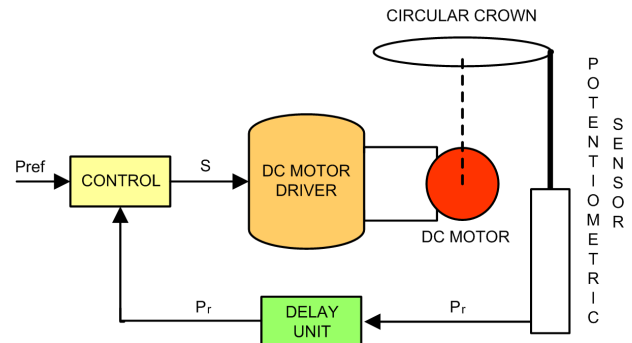 CIRCULAR CROWN
POTENTIOMETRIC
SENSOR
Pref
CONTROL
S
DC MOTOR
DRIVER
DC MOTOR
Pr
DELAY
UNIT
Pr